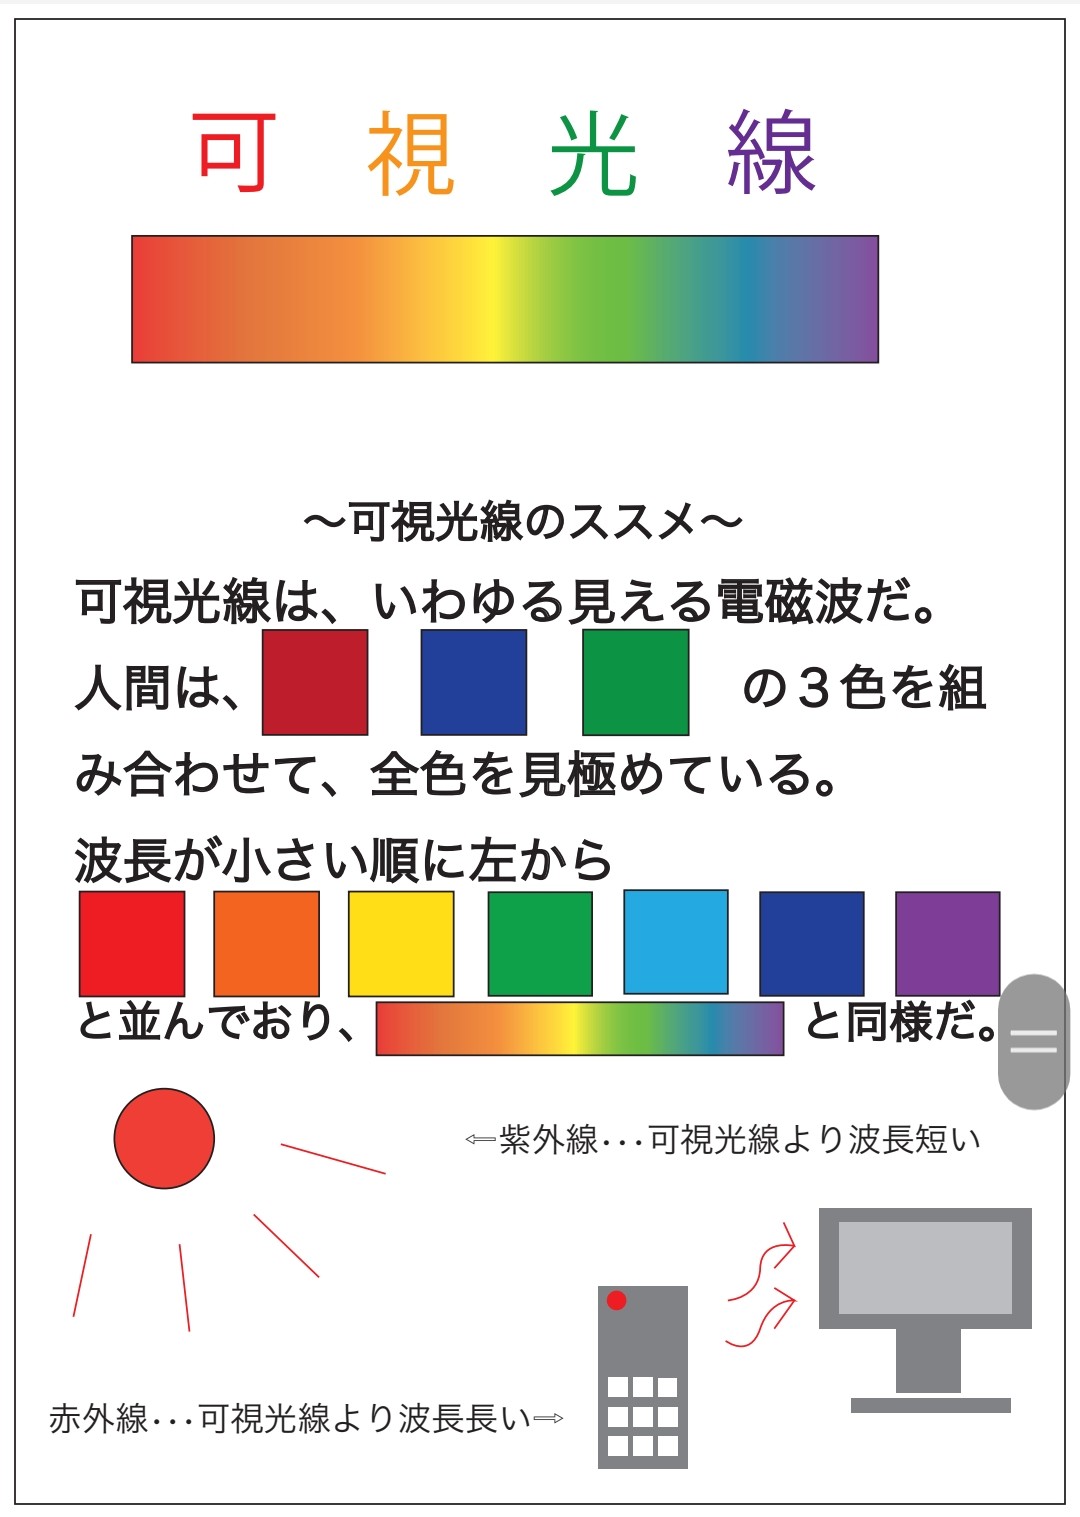 可視光線
～可視光線のススメ～
可視光線は、いわゆる見える電磁波だ。
人間は、の３色を組
み合わせて、全色を見極めている。
波長が小さい順に左から
と並んでおり、と同様だ。
⇐紫外線･･･可視光線より波長短い
赤外線･･･可視光線より波長長い⇒